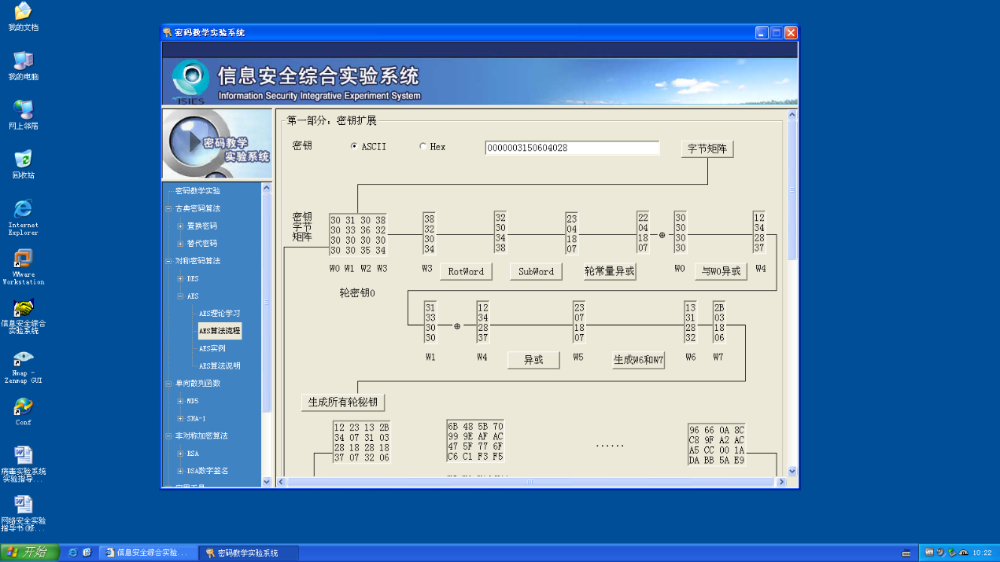 我的文档
我的电脑
网上邻居
回收站
Internet
Explorer
VMware
Workstation
信息安全综合
实验系统
Nmap -
Zenmap GUI
Conf
病毒实验系统
实验指导...
网络安全实验
指导书(修...
密码教学实验系统
ISIES
信息安全综合实验系统
Information Security Integrative Experiment System
密码教学
实验系统
密码教学实验
古典密码算法
置换密码
替代密码
对称密码算法
DES
AES
AES理论学习
AES算法流程
AES实例
AES算法说明
单向散列函数
MD5
SHA-1
非对称加密算法
RSA
DSA数字签名
第一部分：密钥扩展
密钥 ASCII Hex 0000003150604028 字节矩阵
密钥
字节
矩阵
30 31 30 38
30 33 36 32
30 30 30 30
30 30 35 34
38
32
30
34
32
30
34
38
23
04
18
07
22
04
18
07
⊕
30
30
30
30
12
34
28
37
W0 W1 W2 W3 W3 RotWord SubWord 轮常量异或 W0 与W0异或 W4
轮密钥0
31
33
30
30
⊕
12
34
28
37
23
07
18
07
13
31
28
32
2B
03
18
06
W1 W4 异或 W5 生成W6和W7 W6 W7
生成所有轮秘钥
12 23 13 2B
34 07 31 03
28 18 28 18
37 07 32 06
6B 48 5B 70
99 9E AF AC
47 5F 77 6F
C6 C1 F3 F5
......
96 66 0A 8C
C8 9F A2 AC
A5 CC 00 1A
DA BB 5A E9
开始
信息安全综合实验...
密码教学实验系统
10:22